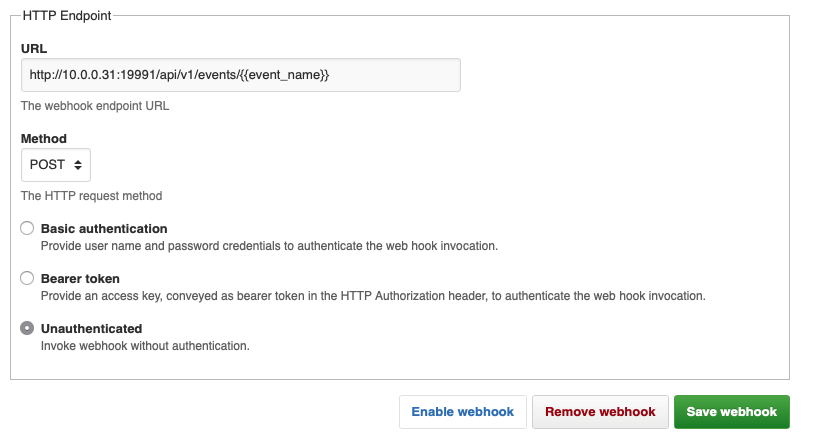 HTTP Endpoint
URL
http://10.0.0.31:19991/api/v1/events/{{event_name}}
The webhook endpoint URL
Method
POST
The HTTP request method
Basic authentication
Provide user name and password credentials to authenticate the web hook invocation.
Bearer token
Provide an access key, conveyed as bearer token in the HTTP Authorization header, to authenticate the web hook invocation.
Unauthenticated
Invoke webhook without authentication.
Enable webhook Remove webhook Save webhook